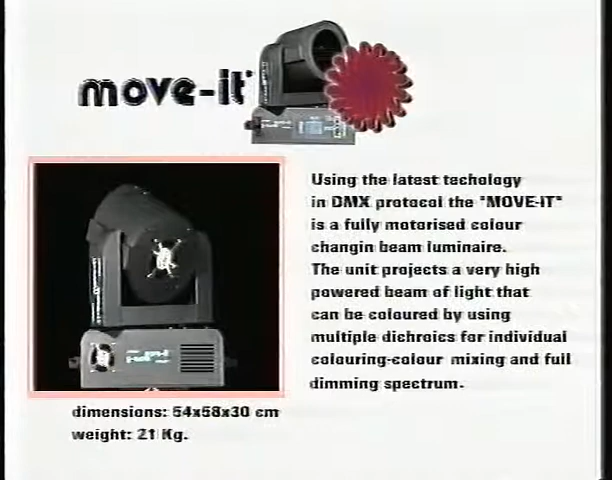 move-it
Using the latest techology
in DMX protocol the "MOVE-IT"
is a fully motorised colour
changin beam luminaire.
The unit projects a very high
powered beam of light that
can be coloured by using
multiple dichroics for individual
colouring-colour mixing and full
dimming spectrum.
dimensions: 54x58x30 cm
weight: 21 Kg.